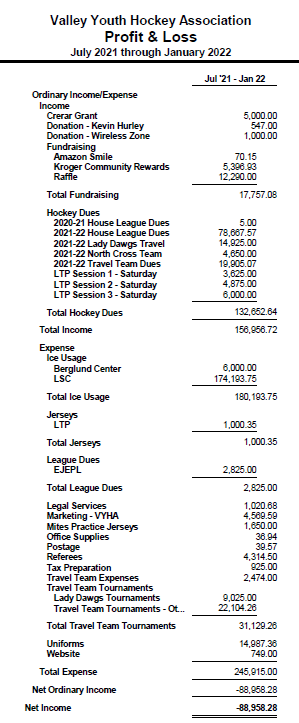 Valley Youth Hockey Association
Profit & Loss
July 2021 through January 2022
Jul '21 - Jan 22
Ordinary Income/Expense
Income
Crerar Grant 5,000.00
Donation - Kevin Hurley 547.00
Donation - Wireless Zone 1,000.00
Fundraising
Amazon Smile 70.15
Kroger Community Rewards 5,396.93
Raffle 12,290.00
Total Fundraising 17,757.08
Hockey Dues
2020-21 House League Dues 5.00
2021-22 House League Dues 78,667.57
2021-22 Lady Dawgs Travel 14,925.00
2021-22 North Cross Team 4,650.00
2021-22 Travel Team Dues 19,905.07
LTP Session 1 - Saturday 3,625.00
LTP Session 2 - Saturday 4,875.00
LTP Session 3 - Saturday 6,000.00
Total Hockey Dues 132,652.64
Total Income 156,956.72
Expense
Ice Usage
Berglund Center 6,000.00
LSC 174,193.75
Total Ice Usage 180,193.75
Jerseys
LTP 1,000.35
Total Jerseys 1,000.35
League Dues
EJEPL 2,825.00
Total League Dues 2,825.00
Legal Services 1,020.68
Marketing - VYHA 4,569.59
Mites Practice Jerseys 1,650.00
Office Supplies 36.94
Postage 39.57
Referees 4,314.50
Tax Preparation 925.00
Travel Team Expenses 2,474.00
Travel Team Tournaments
Lady Dawgs Tournaments 9,025.00
Travel Team Tournaments - Ot... 22,104.26
Total Travel Team Tournaments 31,129.26
Uniforms 14,987.36
Website 749.00
Total Expense 245,915.00
Net Ordinary Income -88,958.28
Net Income -88,958.28